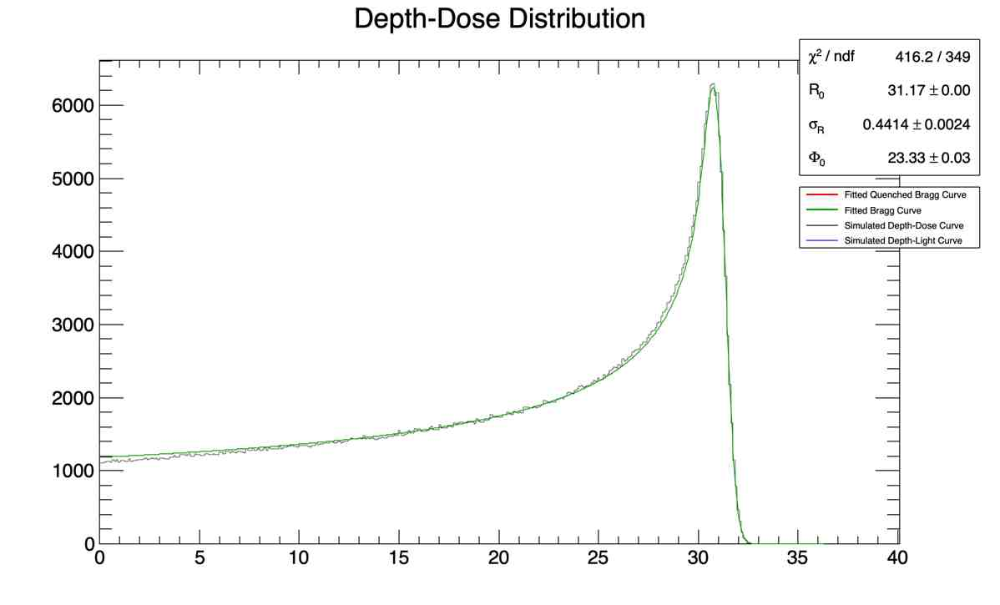 Depth-Dose Distribution
χ² / ndf 416.2 / 349
R₀ 31.17 ± 0.00
σR 0.4414 ± 0.0024
Φ₀ 23.33 ± 0.03
Fitted Quenched Bragg Curve
Fitted Bragg Curve
Simulated Depth-Dose Curve
Simulated Depth-Light Curve
6000
5000
4000
3000
2000
1000
0
0 5 10 15 20 25 30 35 40